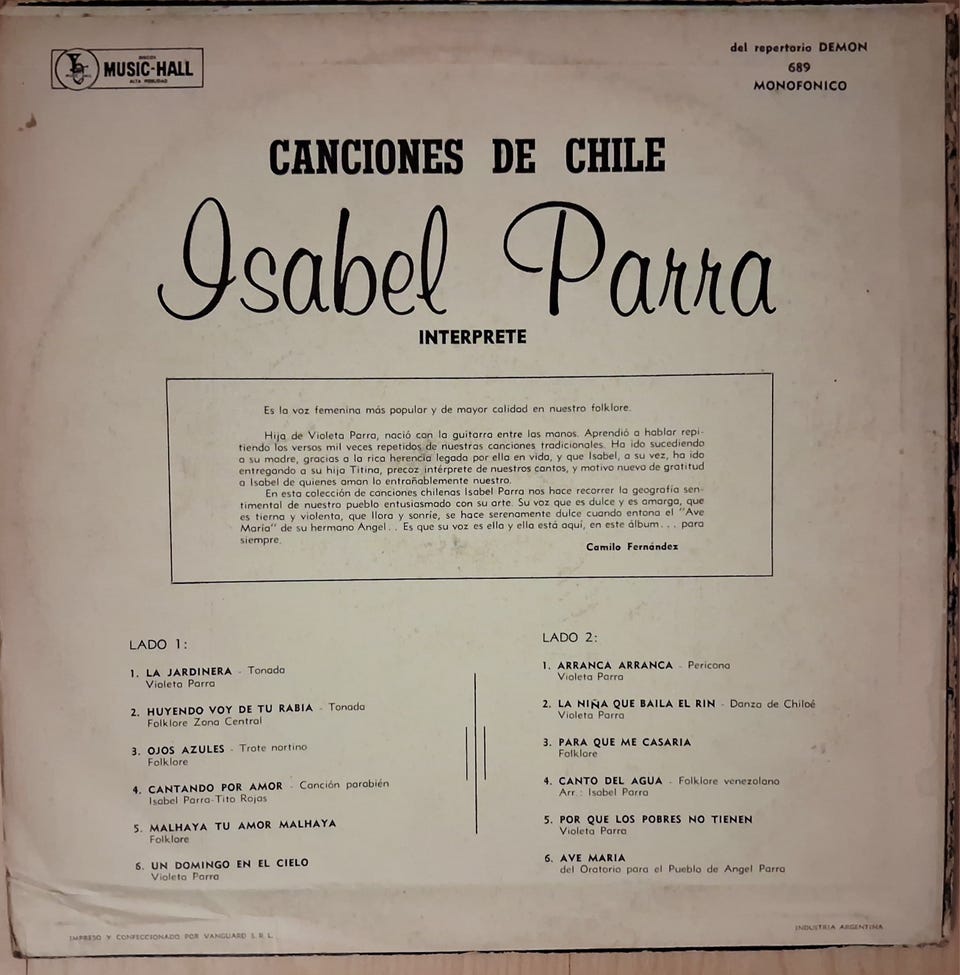 DISCOS
MUSIC-HALL
ALTA FIDELIDAD
del repertorio DEMON
689
MONOFONICO
CANCIONES DE CHILE
Isabel Parra
INTERPRETE
Es la voz femenina más popular y de mayor calidad en nuestro folklore.
Hija de Violeta Parra, nació con la guitarra entre las manos. Aprendió a hablar repi-
tiendo los versos mil veces repetidos de nuestras canciones tradicionales. Ha ido sucediendo
a su madre, gracias a la rica herencia legada por ella en vida, y que Isabel, a su vez, ha ido
entregando a su hija Titina, precoz intérprete de nuestros cantos, y motivo nuevo de gratitud
a Isabel de quienes aman lo entrañablemente nuestro.
En esta colección de canciones chilenas Isabel Parra nos hace recorrer la geografía sen-
timental de nuestro pueblo entusiasmado con su arte. Su voz que es dulce y es amarga, que
es tierna y violenta, que llora y sonríe, se hace serenamente dulce cuando entona el "Ave
María" de su hermano Angel.. Es que su voz es ella y ella está aquí, en este álbum... para
siempre.
Camilo Fernández
LADO 1:
1. LA JARDINERA - Tonada
Violeta Parra
2. HUYENDO VOY DE TU RABIA - Tonada
Folklore Zona Central
3. OJOS AZULES - Trote nortino
Folklore
4. CANTANDO POR AMOR - Canción parabién
Isabel Parra-Tito Rojas
5. MALHAYA TU AMOR MALHAYA
Folklore
6. UN DOMINGO EN EL CIELO
Violeta Parra
LADO 2:
1. ARRANCA ARRANCA - Pericona
Violeta Parra
2. LA NIÑA QUE BAILA EL RIN - Danza de Chiloé
Violeta Parra
3. PARA QUE ME CASARIA
Folklore
4. CANTO DEL AGUA - Folklore venezolano
Arr.: Isabel Parra
5. POR QUE LOS POBRES NO TIENEN
Violeta Parra
6. AVE MARIA
del Oratorio para el Pueblo de Angel Parra
IMPRESO Y CONFECCIONADO POR VANGUARD S.R.L.
INDUSTRIA ARGENTINA